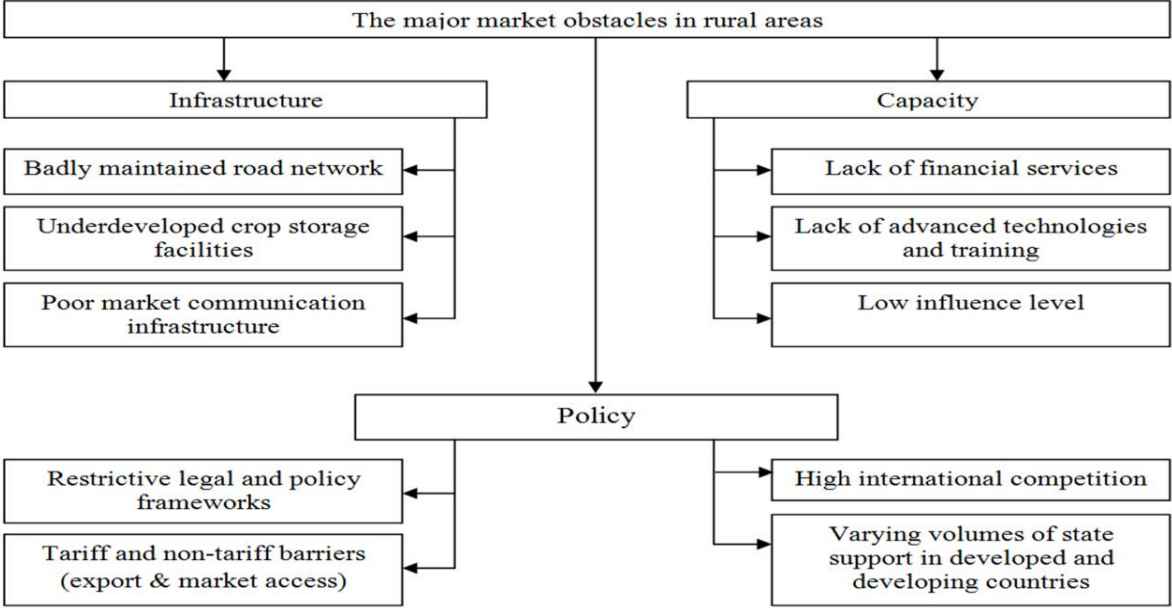 The major market obstacles in rural areas
Infrastructure
Badly maintained road network
Underdeveloped crop storage
facilities
Poor market communication
infrastructure
Capacity
Lack of financial services
Lack of advanced technologies
and training
Low influence level
Policy
Restrictive legal and policy
frameworks
Tariff and non-tariff barriers
(export & market access)
High international competition
Varying volumes of state
support in developed and
developing countries